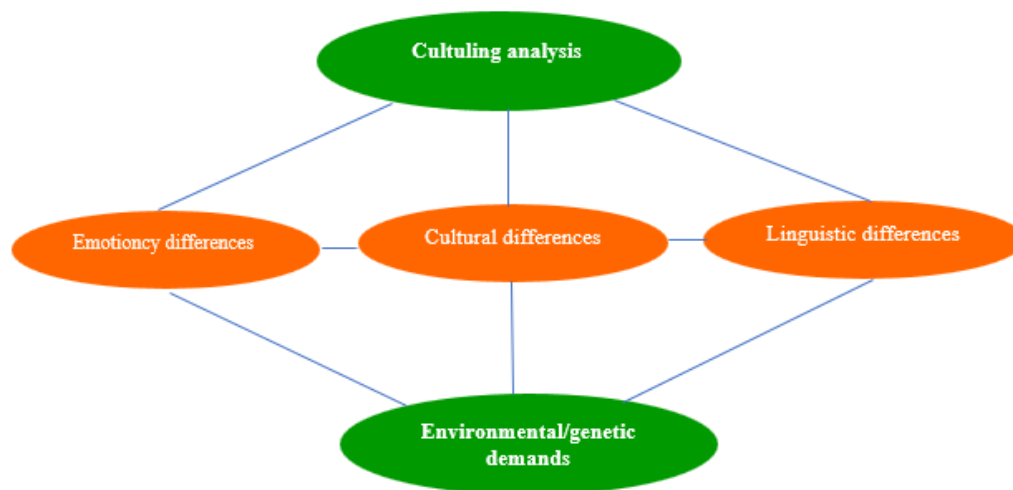 Cultuling analysis
Emotioncy differences
Cultural differences
Linguistic differences
Environmental/genetic
demands